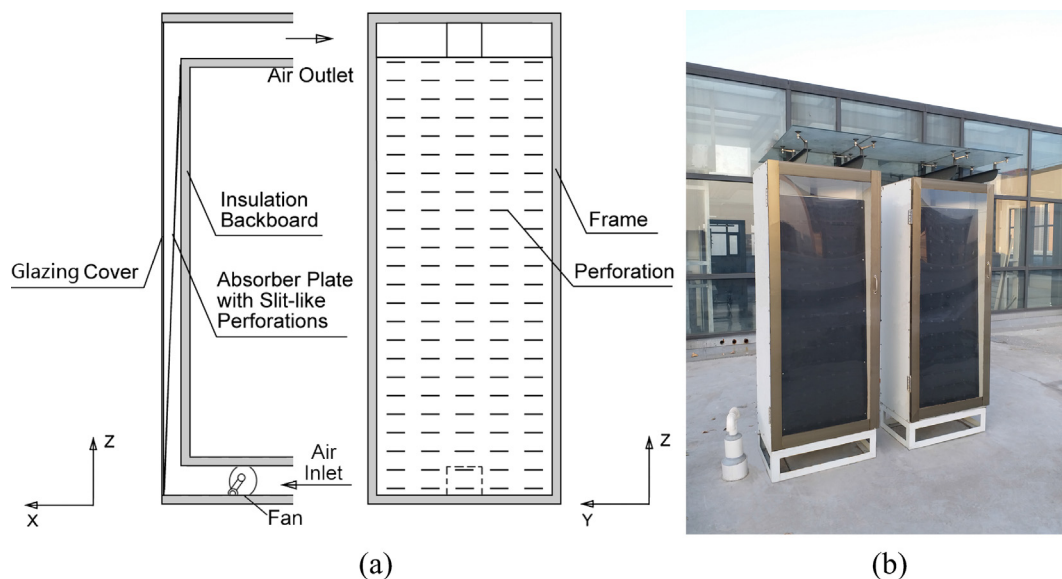 Air Outlet
Insulation
Backboard
Glazing Cover
Absorber Plate
with Slit-like
Perforations
Frame
Perforation
Z
X
Air
Inlet
Fan
Z
Y
(a)
(b)